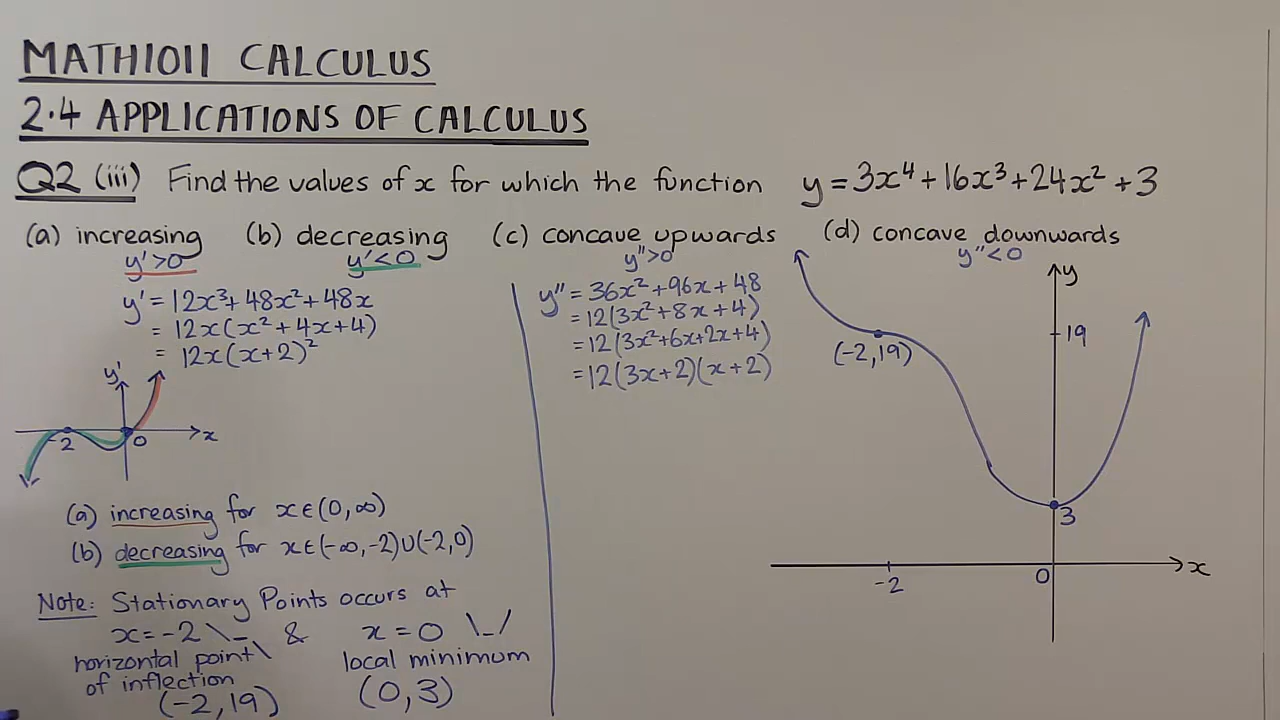 MATH1011 CALCULUS
2.4 APPLICATIONS OF CALCULUS
Q2 (iii) Find the values of x for which the function y = 3x⁴ + 16x³ + 24x² + 3
(a) increasing (b) decreasing (c) concave upwards (d) concave downwards
y' > 0 y' < 0 y'' > 0 y'' < 0
y' = 12x³ + 48x² + 48x
= 12x(x² + 4x + 4)
= 12x(x+2)²
y'
-2 0 x
(a) increasing for x ∈ (0, ∞)
(b) decreasing for x ∈ (-∞, -2) ∪ (-2, 0)
Note: Stationary Points occurs at
x = -2 \_ & x = 0 \_/
\
horizontal point local minimum
of inflection
(-2, 19) (0, 3)
y'' = 36x² + 96x + 48
= 12(3x² + 8x + 4)
= 12(3x² + 6x + 2x + 4)
= 12(3x + 2)(x + 2)
y
19
(-2, 19)
3
-2 0 x